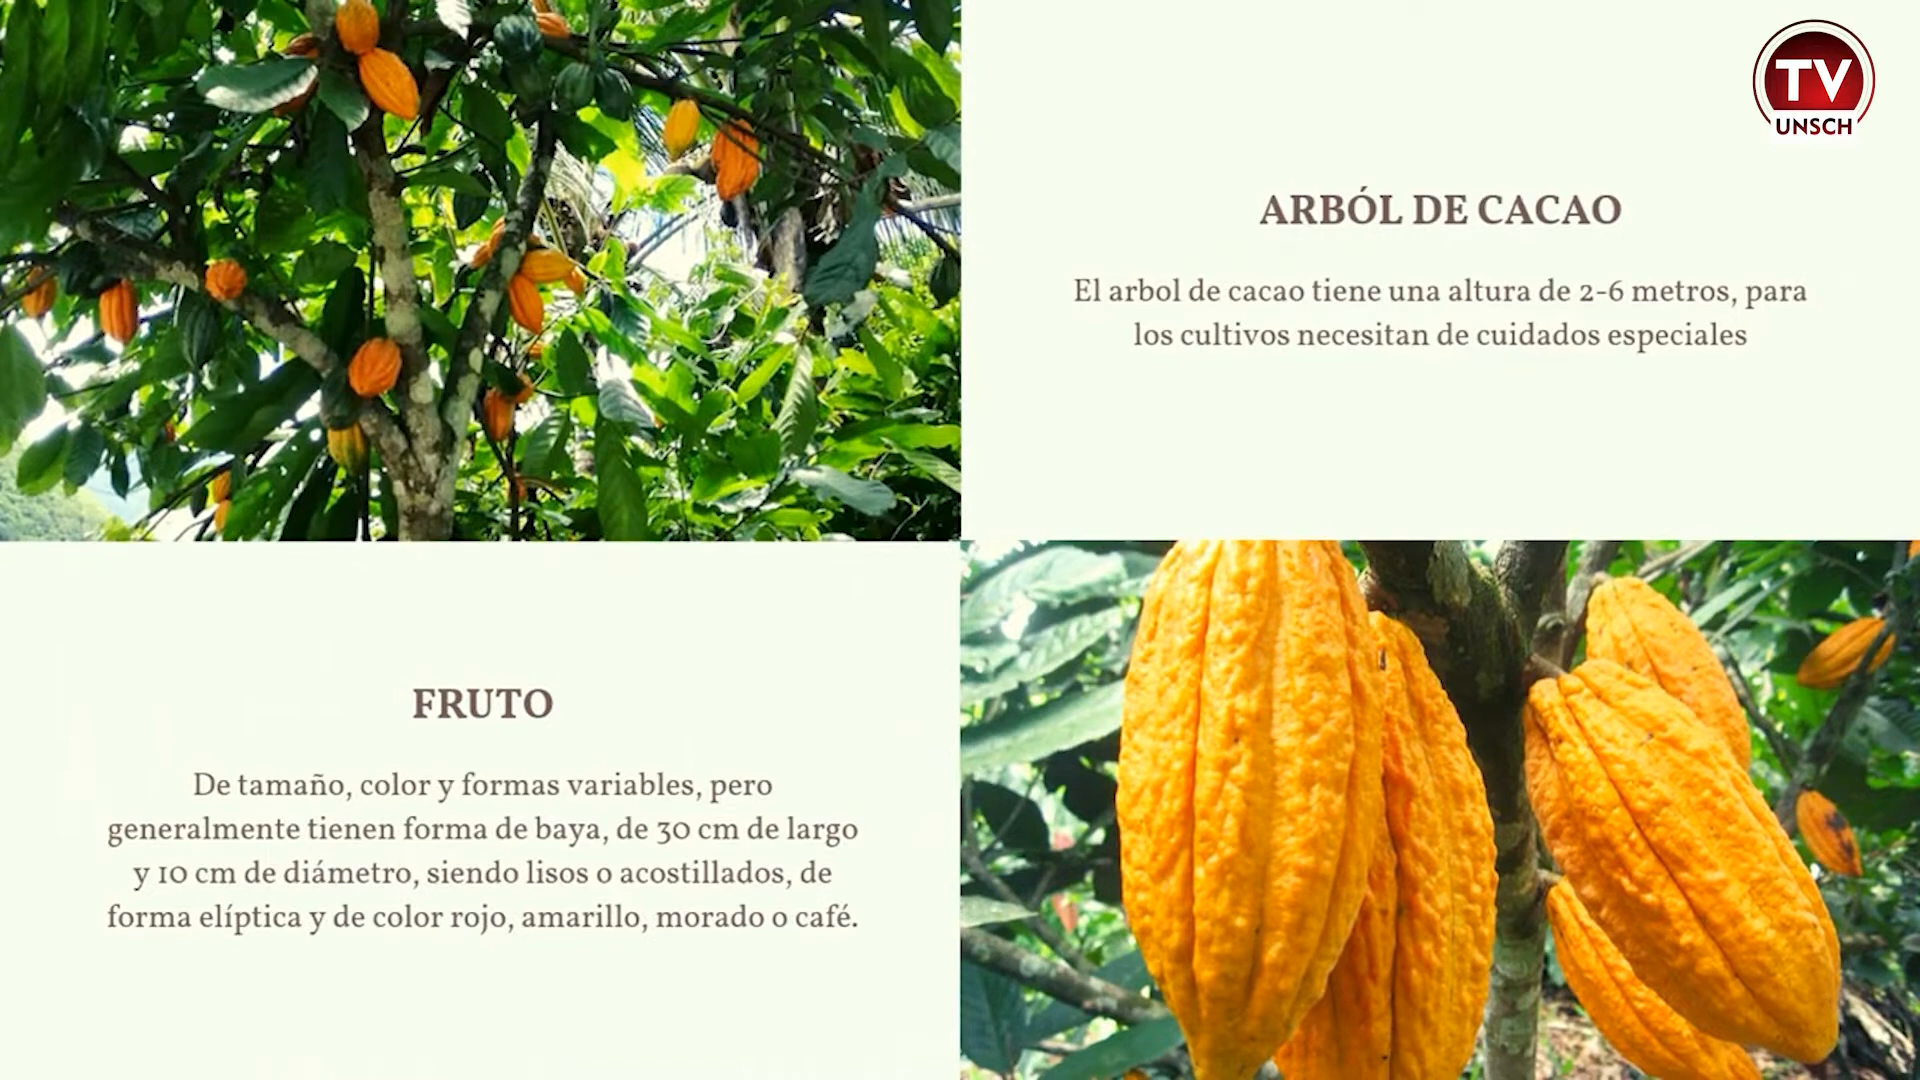 TV
UNSCH
ARBÓL DE CACAO
El arbol de cacao tiene una altura de 2-6 metros, para
los cultivos necesitan de cuidados especiales
FRUTO
De tamaño, color y formas variables, pero
generalmente tienen forma de baya, de 30 cm de largo
y 10 cm de diámetro, siendo lisos o acostillados, de
forma elíptica y de color rojo, amarillo, morado o café.